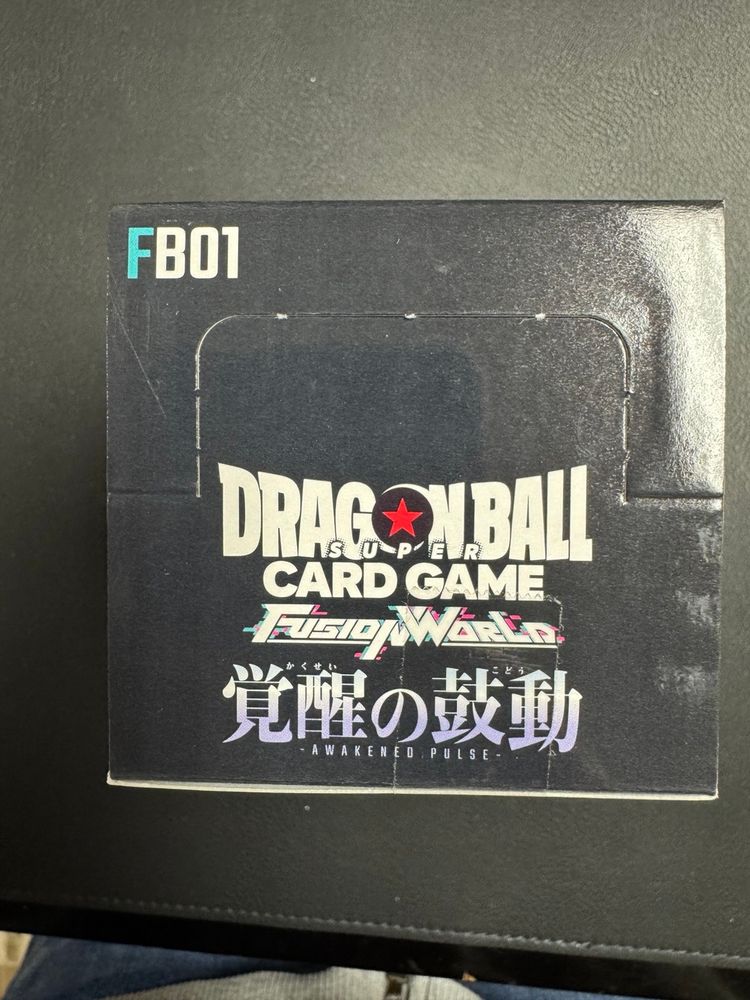 FB01
DRAGON BALL
SUPER
CARD GAME
FUSION WORLD
かくせい こどう
覚醒の鼓動
-AWAKENED PULSE-